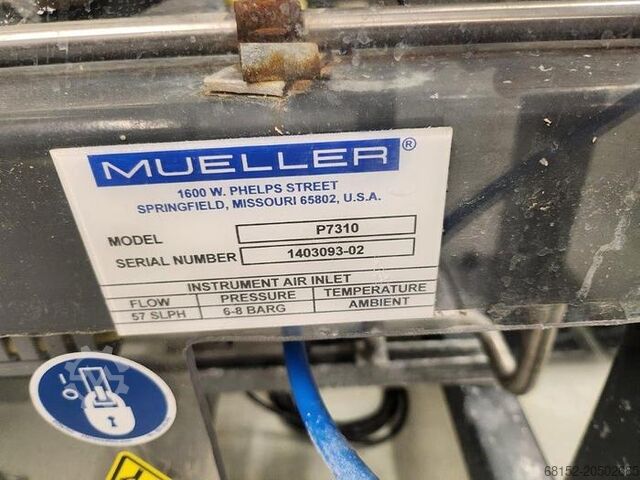 MUELLER®
1600 W. PHELPS STREET
SPRINGFIELD, MISSOURI 65802, U.S.A.
MODEL P7310
SERIAL NUMBER 1403093-02
INSTRUMENT AIR INLET
FLOW PRESSURE TEMPERATURE
57 SLPH 6-8 BARG AMBIENT